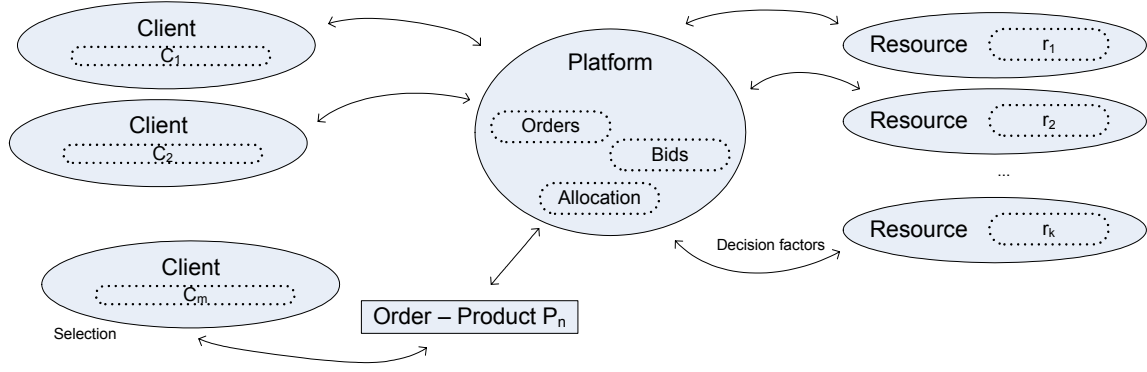 Client
C1
Client
C2
Client
Cm
Selection
Platform
Orders
Bids
Allocation
Order – Product Pn
Decision factors
Resource r1
Resource r2
...
Resource rk